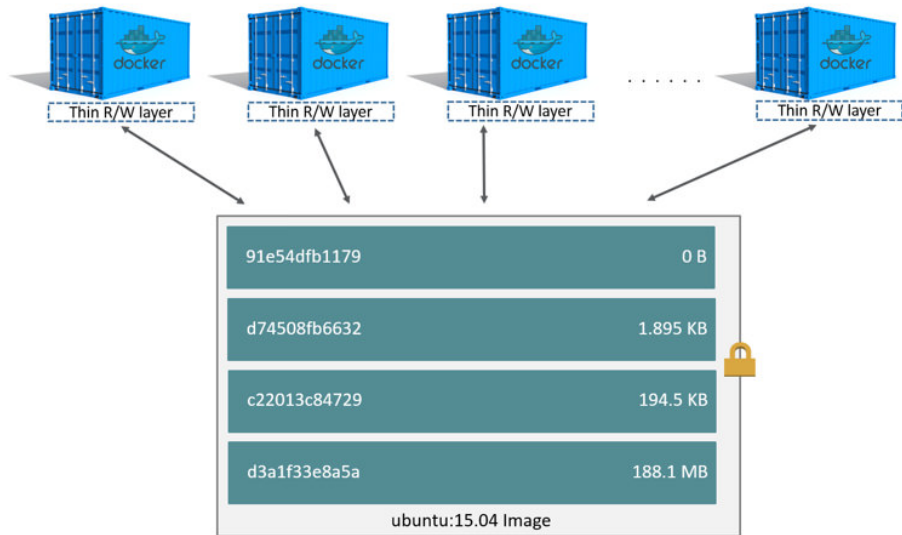 docker docker docker . . . . . . docker
Thin R/W layer Thin R/W layer Thin R/W layer Thin R/W layer
91e54dfb1179 0 B
d74508fb6632 1.895 KB
c22013c84729 194.5 KB
d3a1f33e8a5a 188.1 MB
ubuntu:15.04 Image